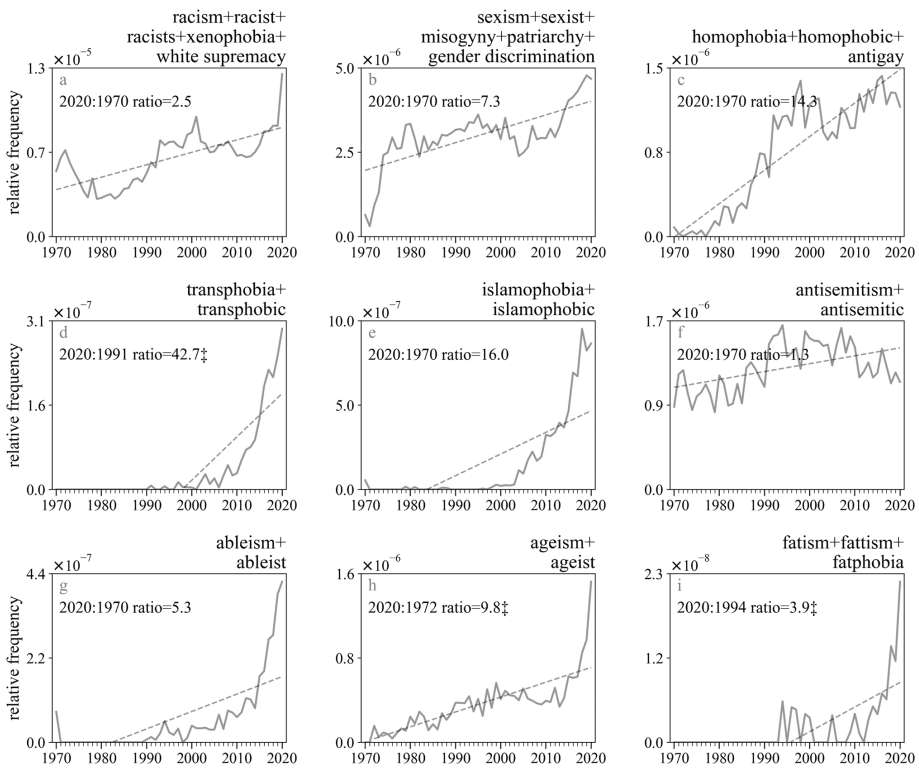 racism+racist+
racists+xenophobia+
white supremacy
×10⁻⁵
1.3
a
2020:1970 ratio=2.5
0.7
0.0
relative frequency
1970 1980 1990 2000 2010 2020
sexism+sexist+
misogyny+patriarchy+
gender discrimination
×10⁻⁶
5.0
b
2020:1970 ratio=7.3
2.5
0.0
1970 1980 1990 2000 2010 2020
homophobia+homophobic+
antigay
×10⁻⁶
1.5
c
2020:1970 ratio=14.3
0.8
0.0
1970 1980 1990 2000 2010 2020
transphobia+
transphobic
×10⁻⁷
3.1
d
2020:1991 ratio=42.7‡
1.6
0.0
relative frequency
1970 1980 1990 2000 2010 2020
islamophobia+
islamophobic
×10⁻⁷
10.0
e
2020:1970 ratio=16.0
5.0
0.0
1970 1980 1990 2000 2010 2020
antisemitism+
antisemitic
×10⁻⁶
1.7
f
2020:1970 ratio=1.3
0.9
0.0
1970 1980 1990 2000 2010 2020
ableism+
ableist
×10⁻⁷
4.4
g
2020:1970 ratio=5.3
2.2
0.0
relative frequency
1970 1980 1990 2000 2010 2020
ageism+
ageist
×10⁻⁶
1.6
h
2020:1972 ratio=9.8‡
0.8
0.0
1970 1980 1990 2000 2010 2020
fatism+fattism+
fatphobia
×10⁻⁸
2.3
i
2020:1994 ratio=3.9‡
1.2
0.0
1970 1980 1990 2000 2010 2020